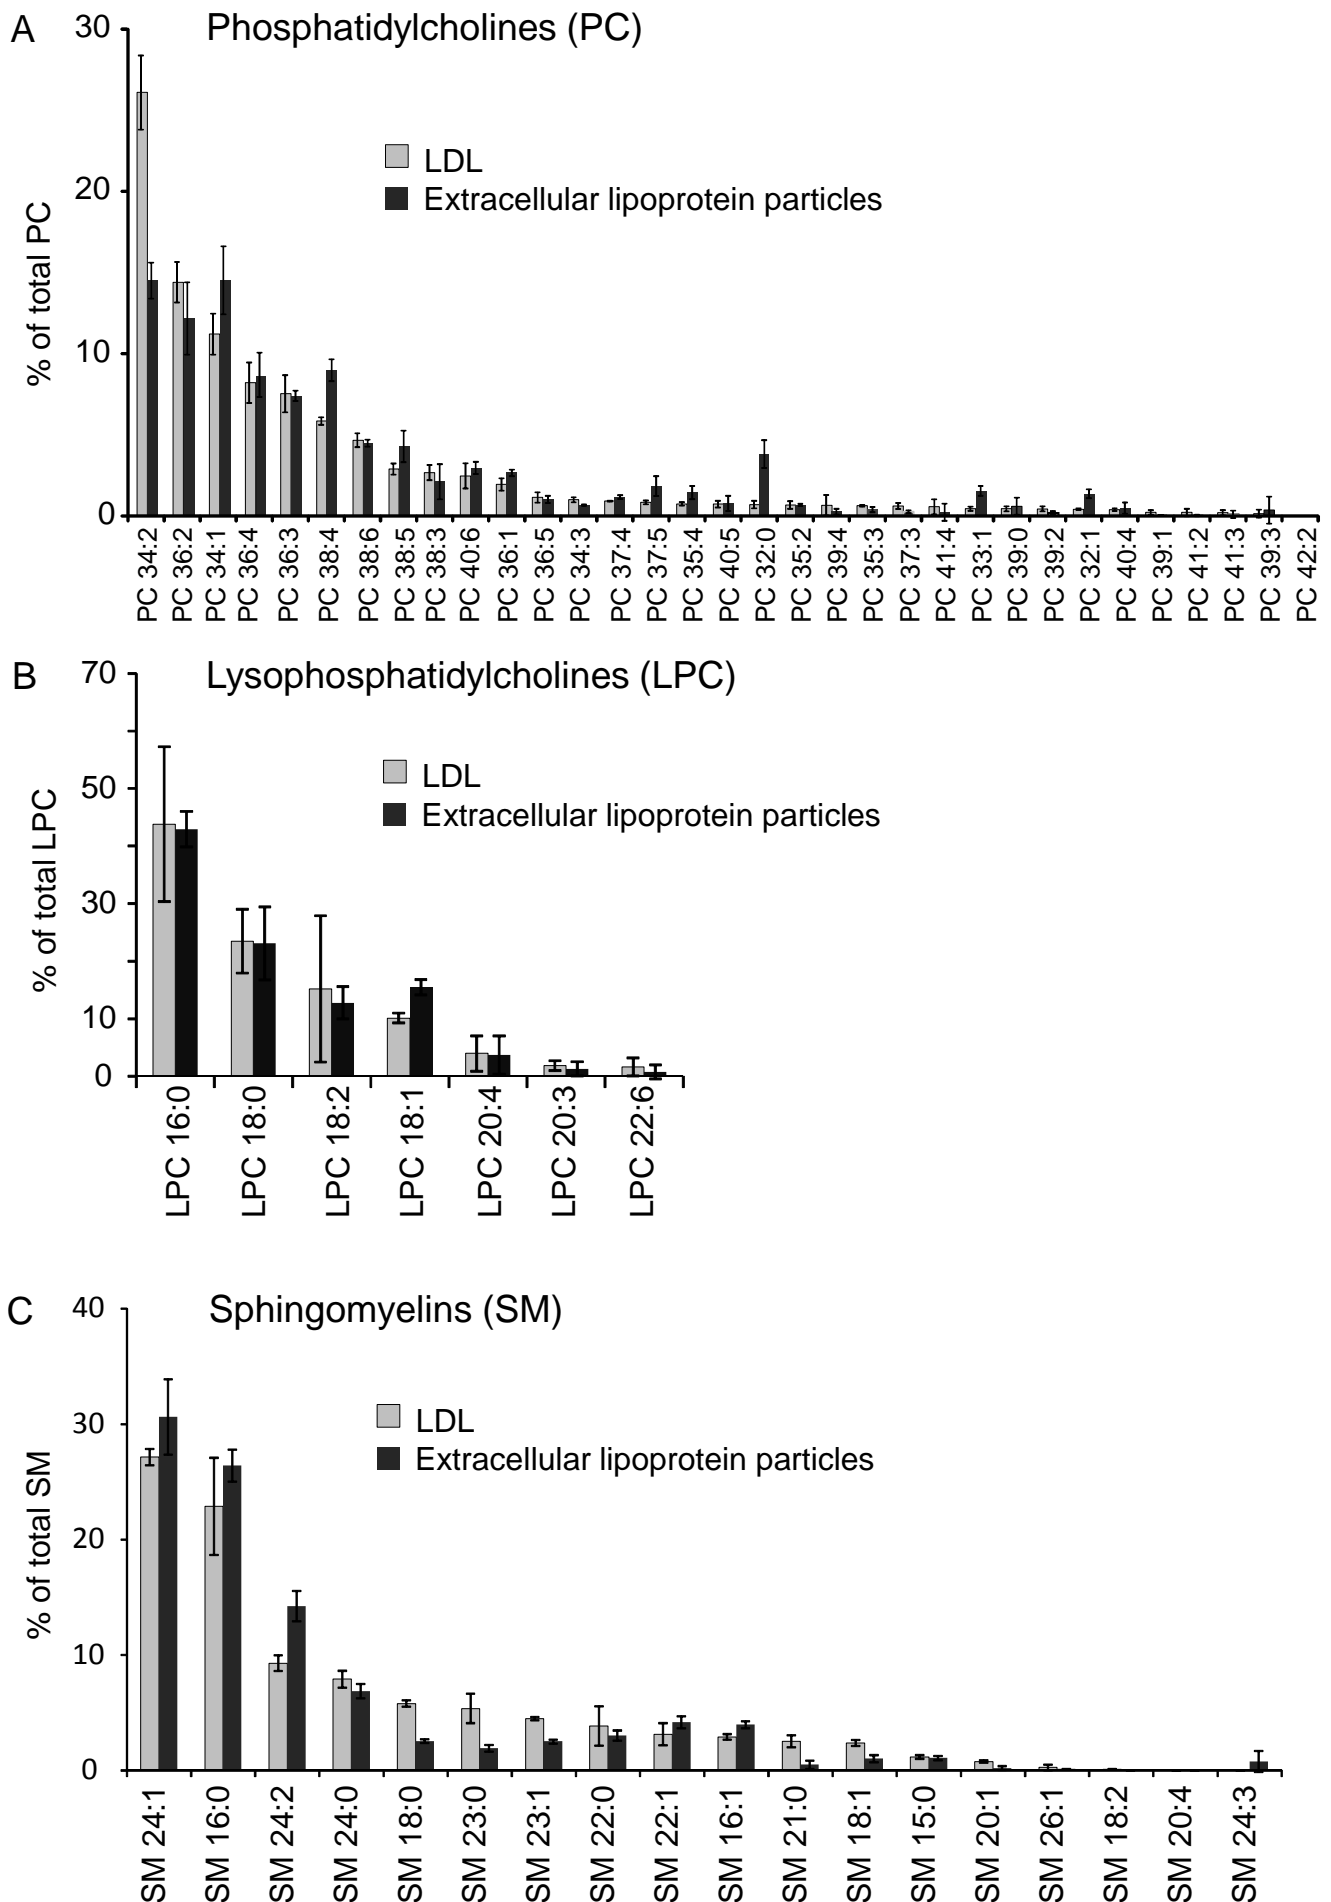 A
Phosphatidylcholines (PC)
30
20
10
0
% of total PC
LDL
Extracellular lipoprotein particles
PC 34:2
PC 36:2
PC 34:1
PC 36:4
PC 36:3
PC 38:4
PC 38:6
PC 38:5
PC 38:3
PC 40:6
PC 36:1
PC 36:5
PC 34:3
PC 37:4
PC 37:5
PC 35:4
PC 40:5
PC 32:0
PC 35:2
PC 39:4
PC 35:3
PC 37:3
PC 41:4
PC 33:1
PC 39:0
PC 39:2
PC 32:1
PC 40:4
PC 39:1
PC 41:2
PC 41:3
PC 39:3
PC 42:2
B
Lysophosphatidylcholines (LPC)
70
50
30
10
0
% of total LPC
LDL
Extracellular lipoprotein particles
LPC 16:0
LPC 18:0
LPC 18:2
LPC 18:1
LPC 20:4
LPC 20:3
LPC 22:6
C
Sphingomyelins (SM)
40
30
20
10
0
% of total SM
LDL
Extracellular lipoprotein particles
SM 24:1
SM 16:0
SM 24:2
SM 24:0
SM 18:0
SM 23:0
SM 23:1
SM 22:0
SM 22:1
SM 16:1
SM 21:0
SM 18:1
SM 15:0
SM 20:1
SM 26:1
SM 18:2
SM 20:4
SM 24:3